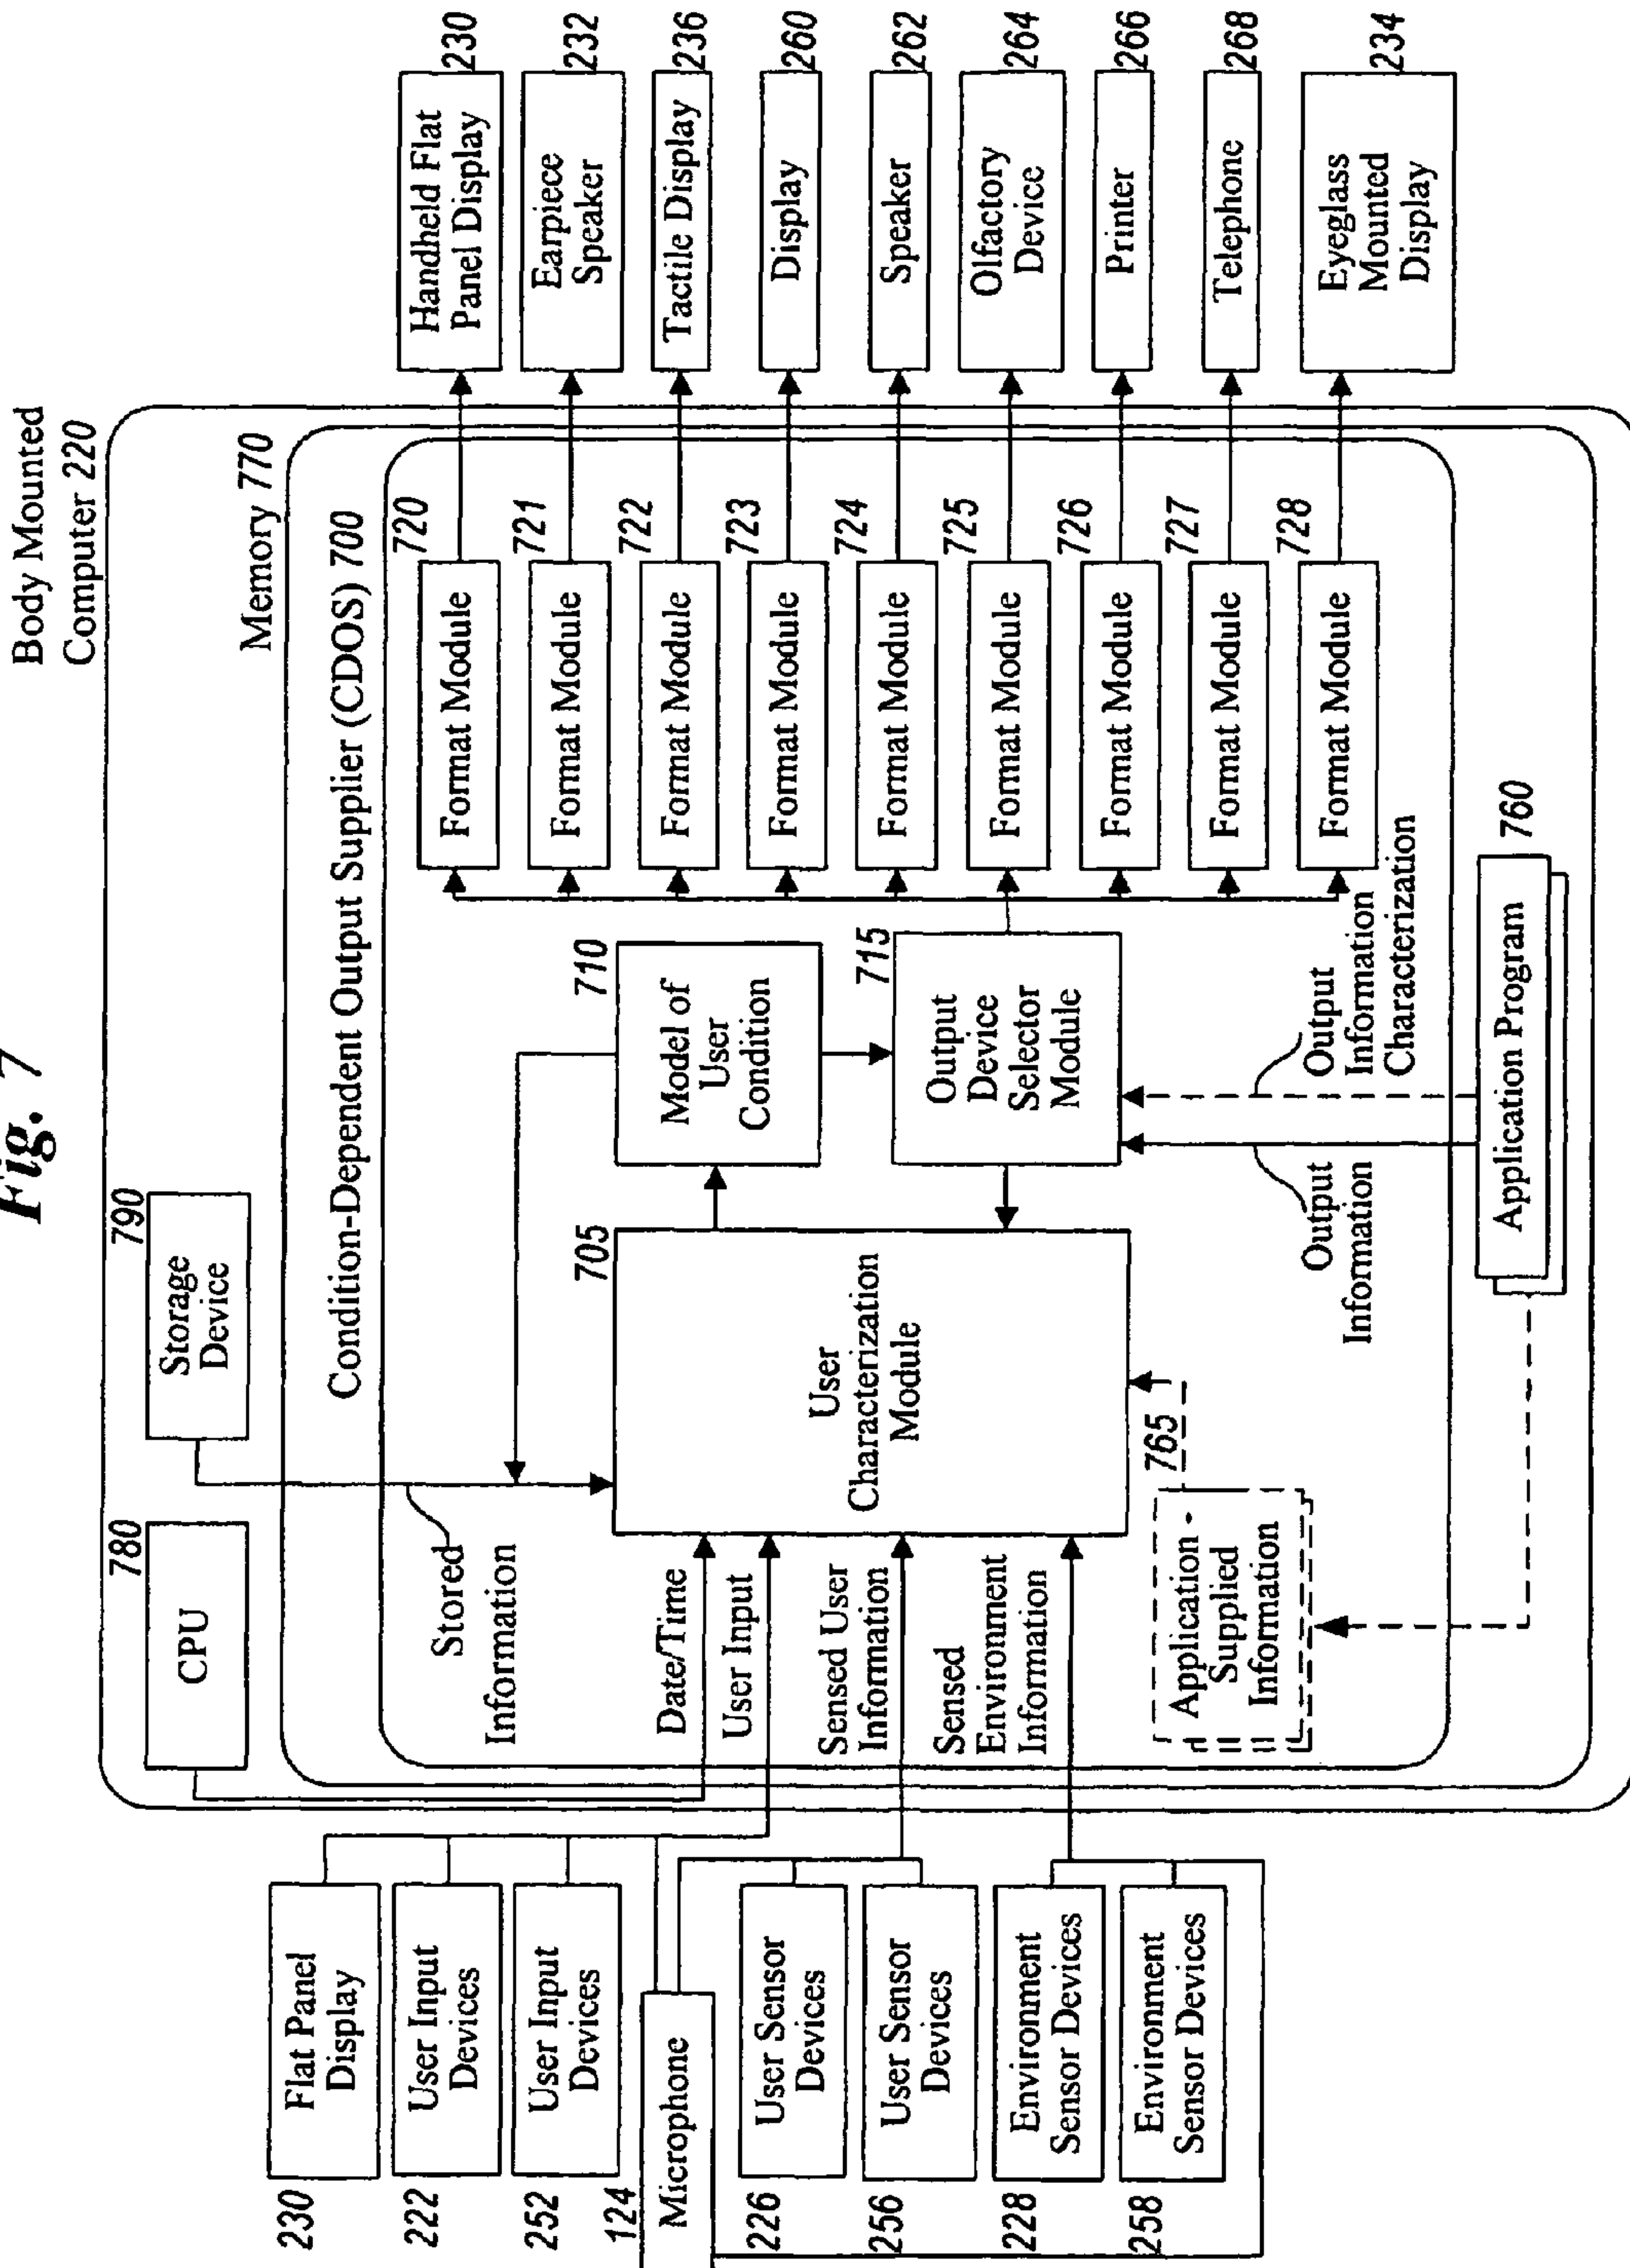 Fig. 7
Body Mounted
Computer 220
Memory 770
Condition-Dependent Output Supplier (CDOS) 700
780
CPU
790
Storage
Device
Stored
Information
Date/Time
User Input
Sensed User
Information
Sensed
Environment
Information
230
Flat Panel
Display
222
User Input
Devices
252
User Input
Devices
124
Microphone
226
User Sensor
Devices
256
User Sensor
Devices
228
Environment
Sensor Devices
258
Environment
Sensor Devices
705
User
Characterization
Module
710
Model of
User
Condition
715
Output
Device
Selector
Module
765
Application -
Supplied
Information
Output
Information
Output
Information
Characterization
Application Program
760
720
Format Module
721
Format Module
722
Format Module
723
Format Module
724
Format Module
725
Format Module
726
Format Module
727
Format Module
728
Format Module
Handheld Flat
Panel Display
230
Earpiece
Speaker
232
Tactile Display
236
Display
260
Speaker
262
Olfactory
Device
264
Printer
266
Telephone
268
Eyeglass
Mounted
Display
234